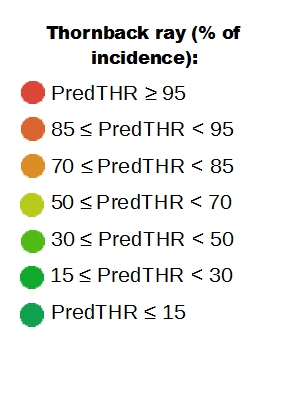 Thornback ray (% of
incidence):
PredTHR ≥ 95
85 ≤ PredTHR < 95
70 ≤ PredTHR < 85
50 ≤ PredTHR < 70
30 ≤ PredTHR < 50
15 ≤ PredTHR < 30
PredTHR ≤ 15